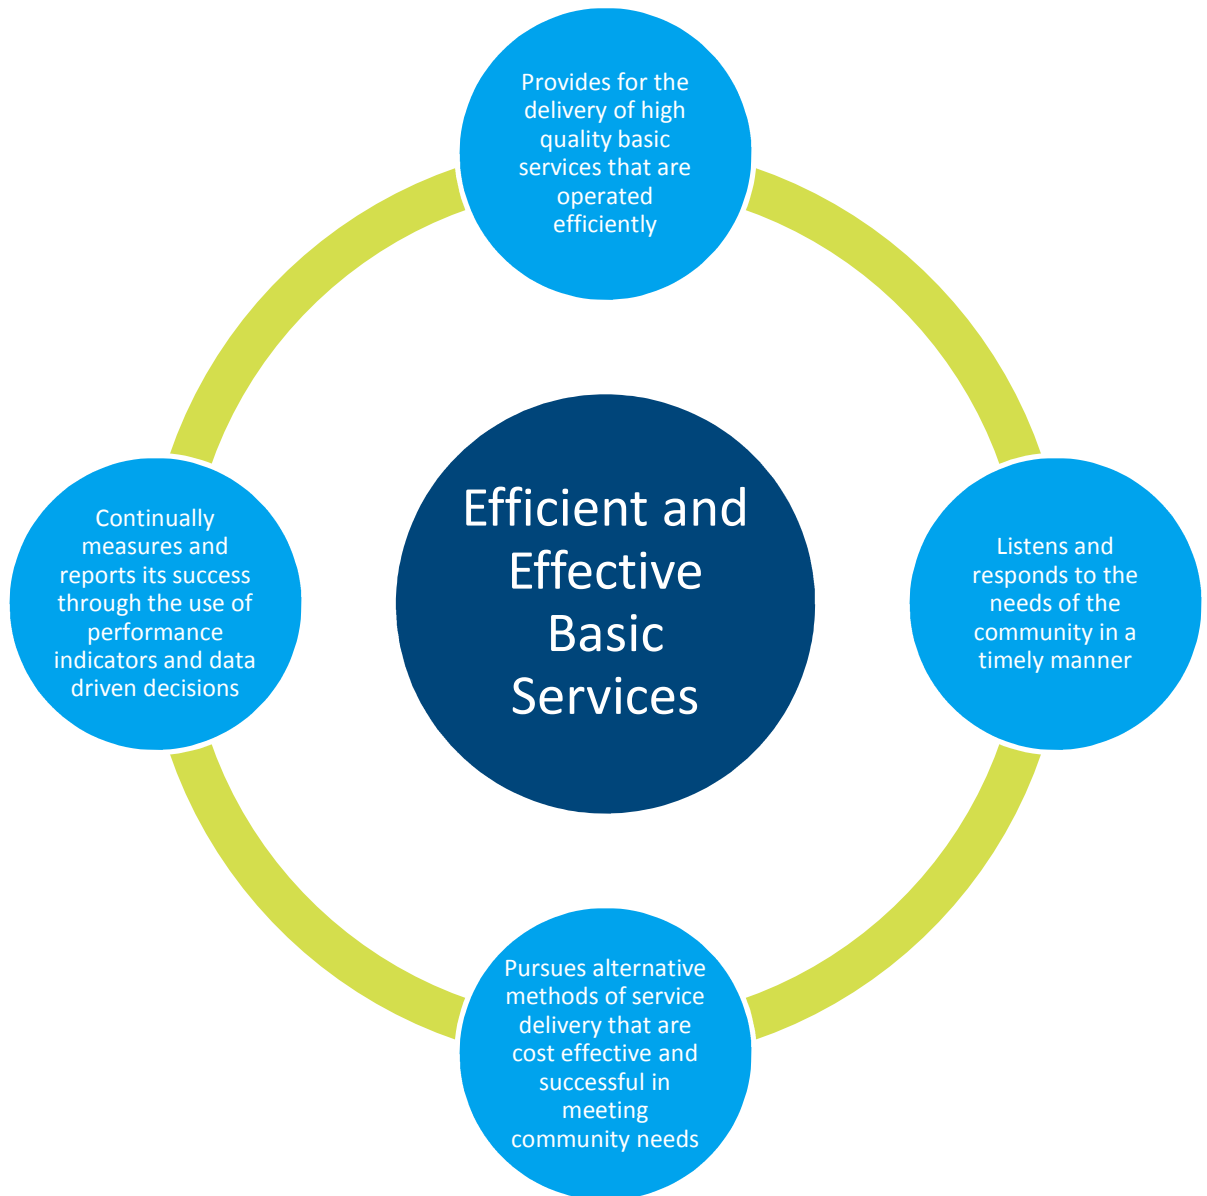 Provides for the
delivery of high
quality basic
services that are
operated
efficiently
Efficient and
Effective
Basic
Services
Listens and
responds to the
needs of the
community in a
timely manner
Pursues alternative
methods of service
delivery that are
cost effective and
successful in
meeting
community needs
Continually
measures and
reports its success
through the use of
performance
indicators and data
driven decisions